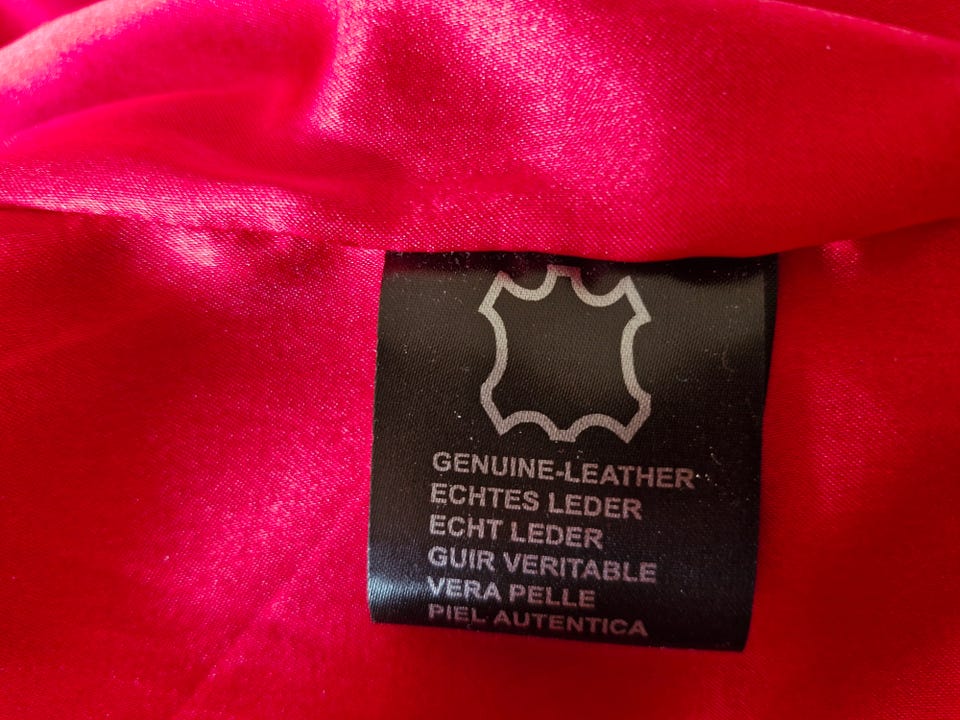 GENUINE-LEATHER
ECHTES LEDER
ECHT LEDER
GUIR VERITABLE
VERA PELLE
PIEL AUTENTICA